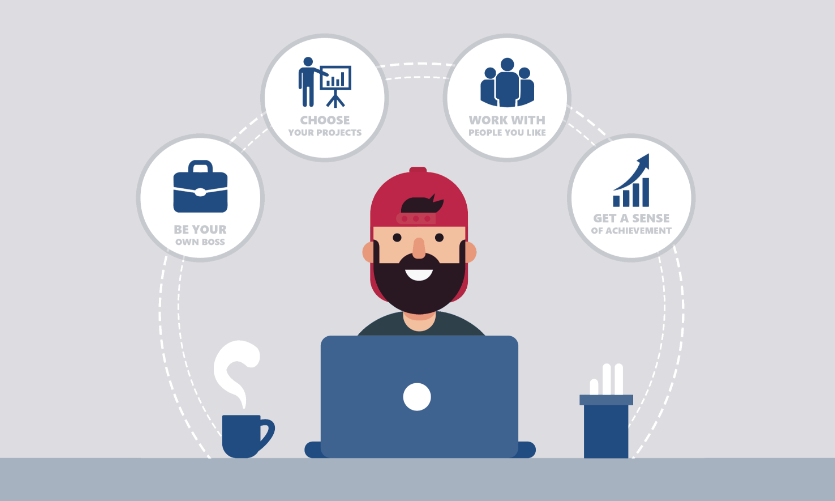 BE YOUR
OWN BOSS
CHOOSE
YOUR PROJECTS
WORK WITH
PEOPLE YOU LIKE
GET A SENSE
OF ACHIEVEMENT